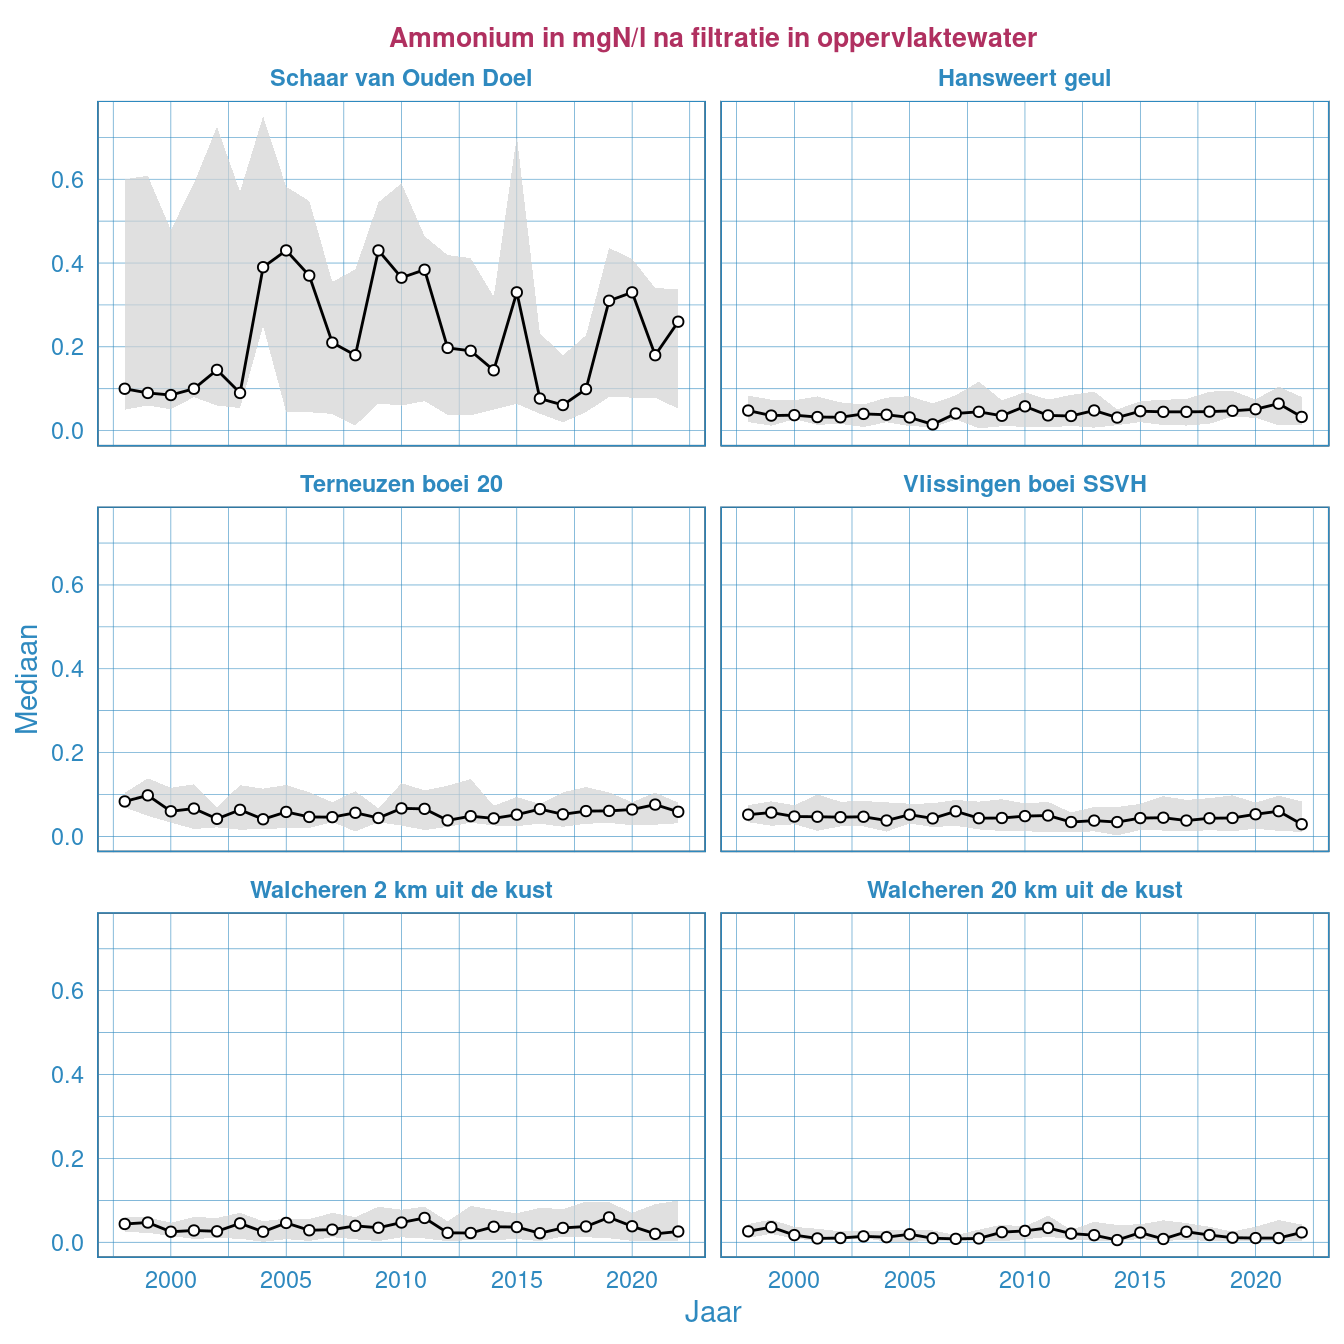 Ammonium in mgN/l na filtratie in oppervlaktewater
Schaar van Ouden Doel
Hansweert geul
0.6
0.4
0.2
0.0
Terneuzen boei 20
Vlissingen boei SSVH
0.6
0.4
0.2
0.0
Mediaan
Walcheren 2 km uit de kust
Walcheren 20 km uit de kust
0.6
0.4
0.2
0.0
2000 2005 2010 2015 2020 2000 2005 2010 2015 2020
Jaar